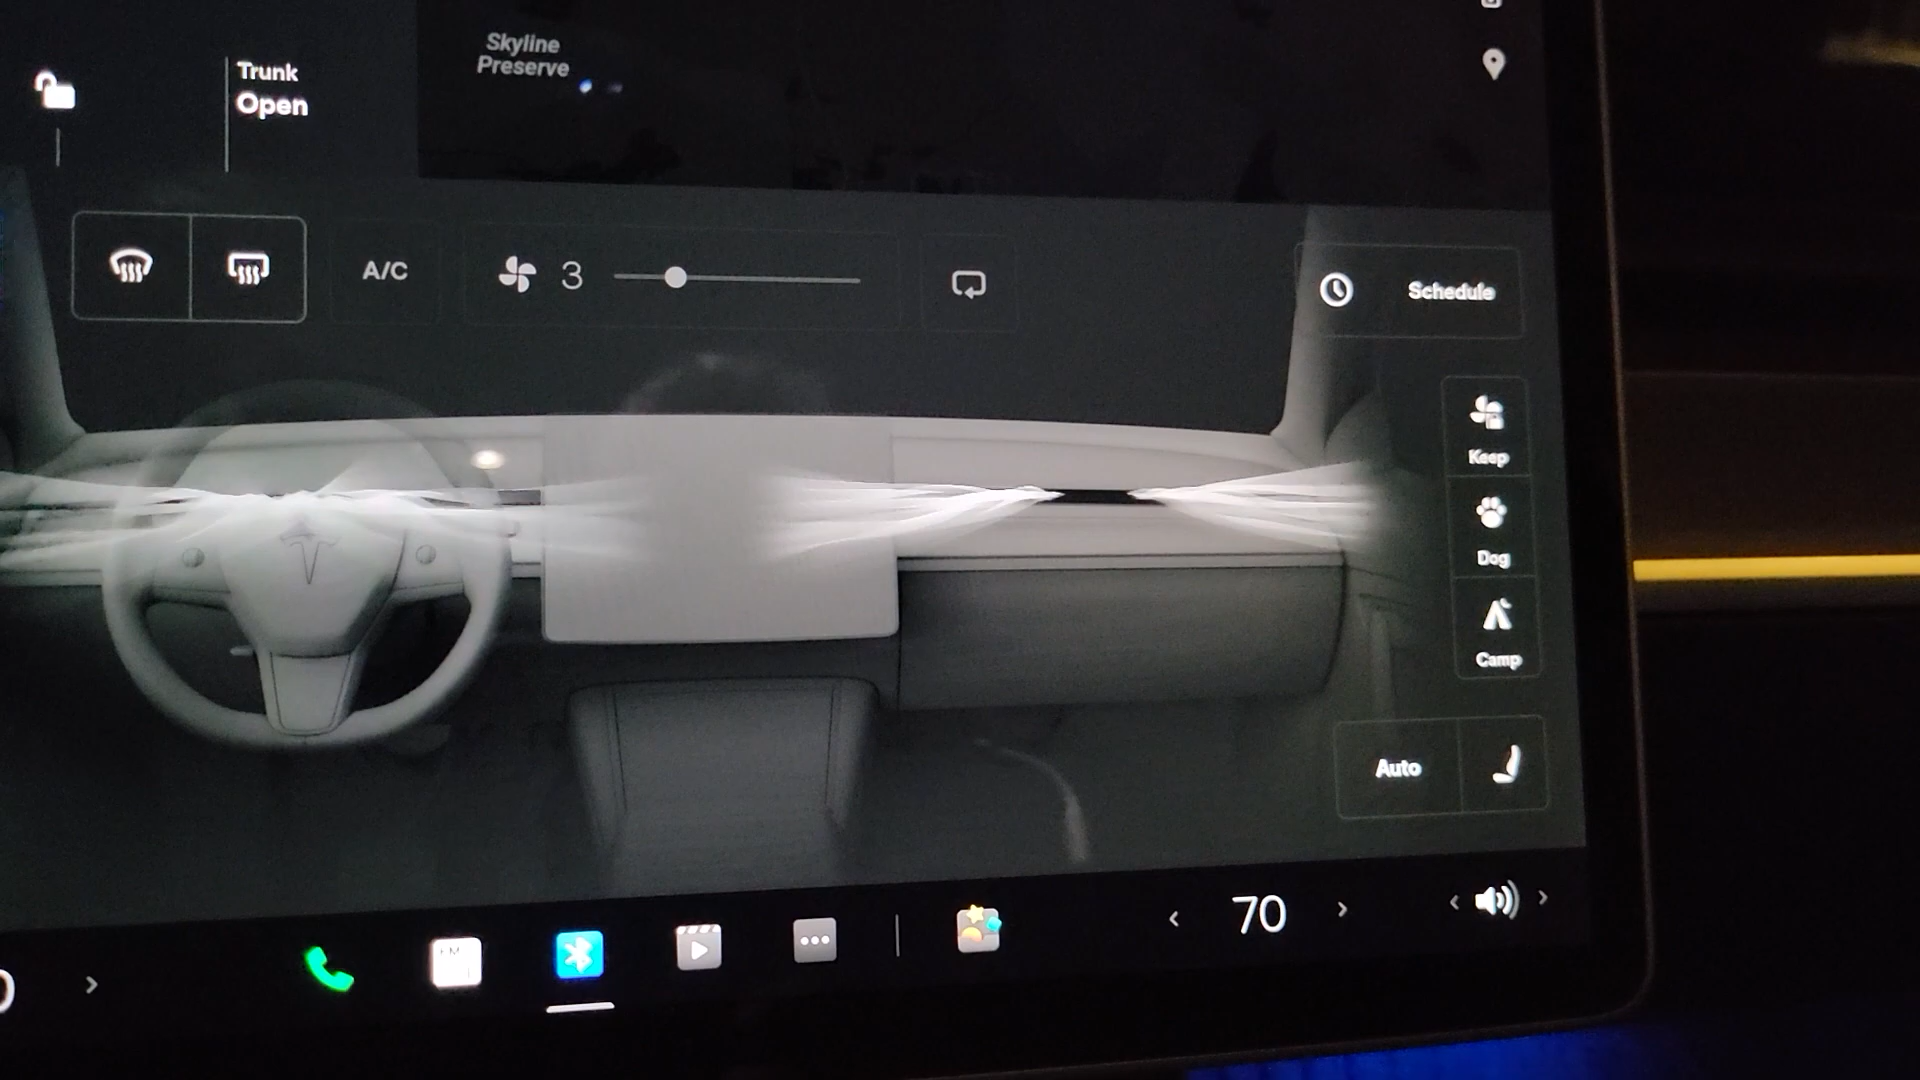 Skyline
Preserve
Trunk
Open
A/C
3
Schedule
Keep
Dog
Camp
Auto
70